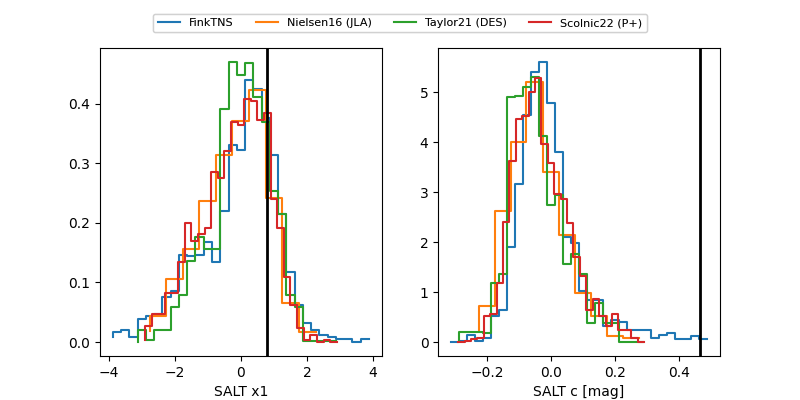 FinkTNS Nielsen16 (JLA) Taylor21 (DES) Scolnic22 (P+)
0.4
0.3
0.2
0.1
0.0
−4 −2 0 2 4
SALT x1
5
4
3
2
1
0
−0.2 0.0 0.2 0.4
SALT c [mag]